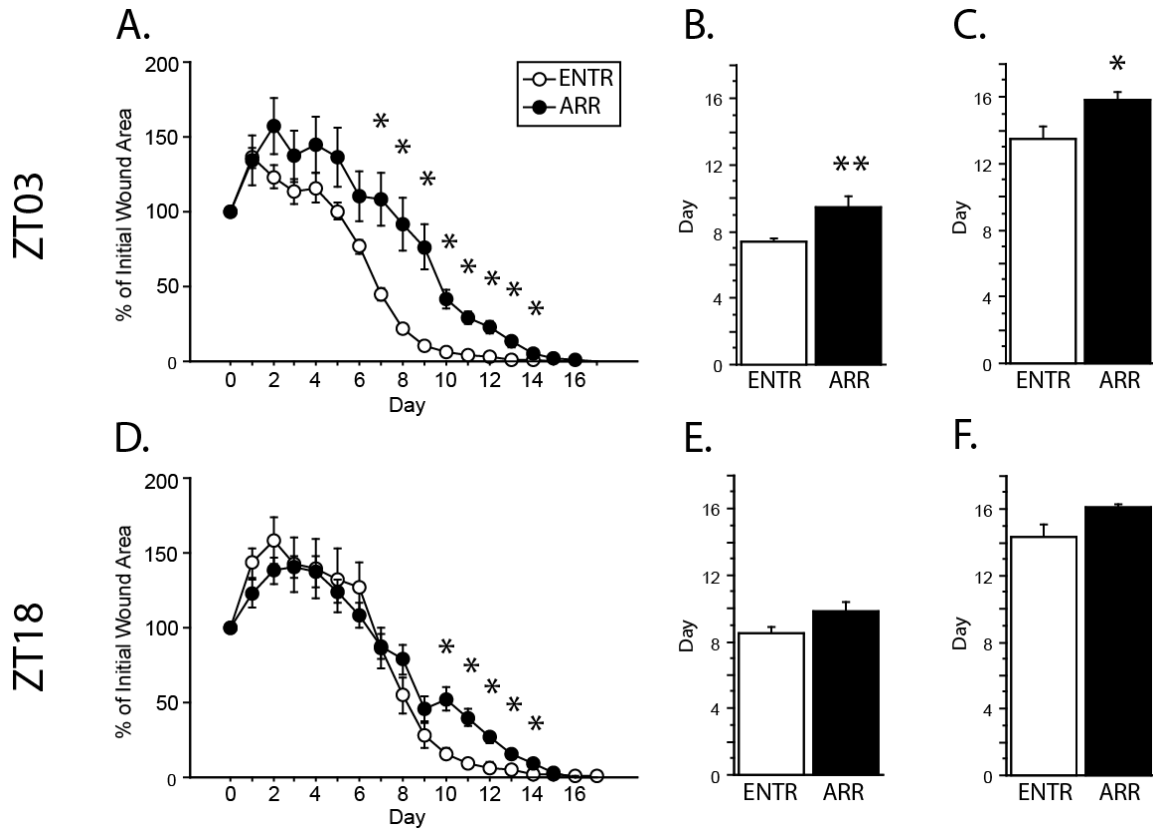 ZT03
A.
200
150
100
50
0
% of Initial Wound Area
ENTR
ARR
* * * * * * * *
0 2 4 6 8 10 12 14 16
Day
B.
16
12
8
4
0
Day
**
ENTR ARR
C.
16
12
8
4
0
Day
*
ENTR ARR
ZT18
D.
200
150
100
50
0
% of Initial Wound Area
* * * * *
0 2 4 6 8 10 12 14 16
Day
E.
16
12
8
4
0
Day
ENTR ARR
F.
16
12
8
4
0
Day
ENTR ARR